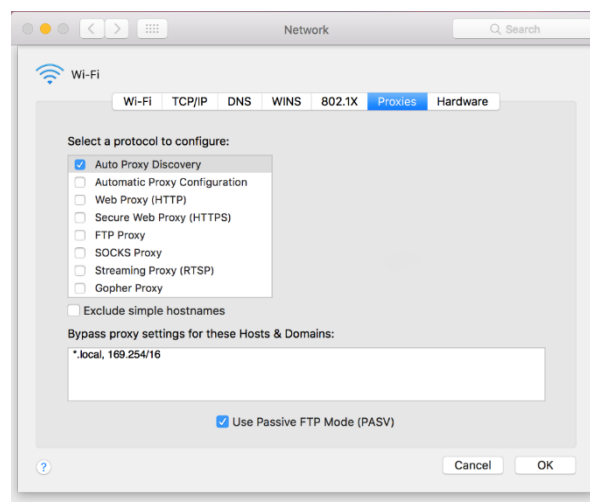 Network
Search
Wi-Fi
Wi-Fi TCP/IP DNS WINS 802.1X Proxies Hardware
Select a protocol to configure:
Auto Proxy Discovery
Automatic Proxy Configuration
Web Proxy (HTTP)
Secure Web Proxy (HTTPS)
FTP Proxy
SOCKS Proxy
Streaming Proxy (RTSP)
Gopher Proxy
Exclude simple hostnames
Bypass proxy settings for these Hosts & Domains:
*.local, 169.254/16
Use Passive FTP Mode (PASV)
?
Cancel OK